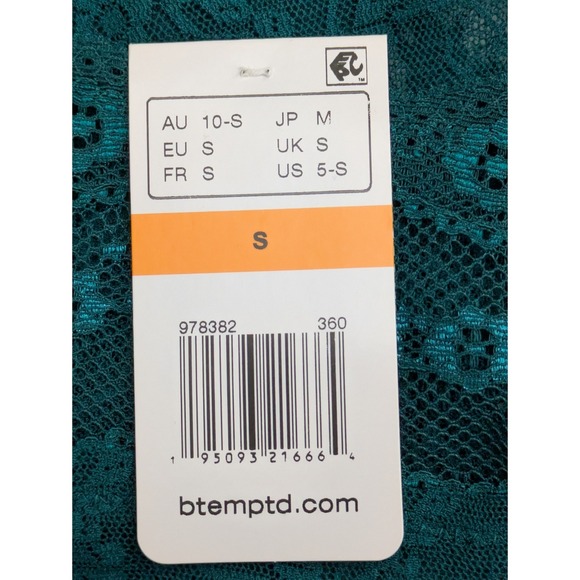 AU 10-S JP M
EU S UK S
FR S US 5-S
S
978382 360
1 95093 21666 4
btemptd.com